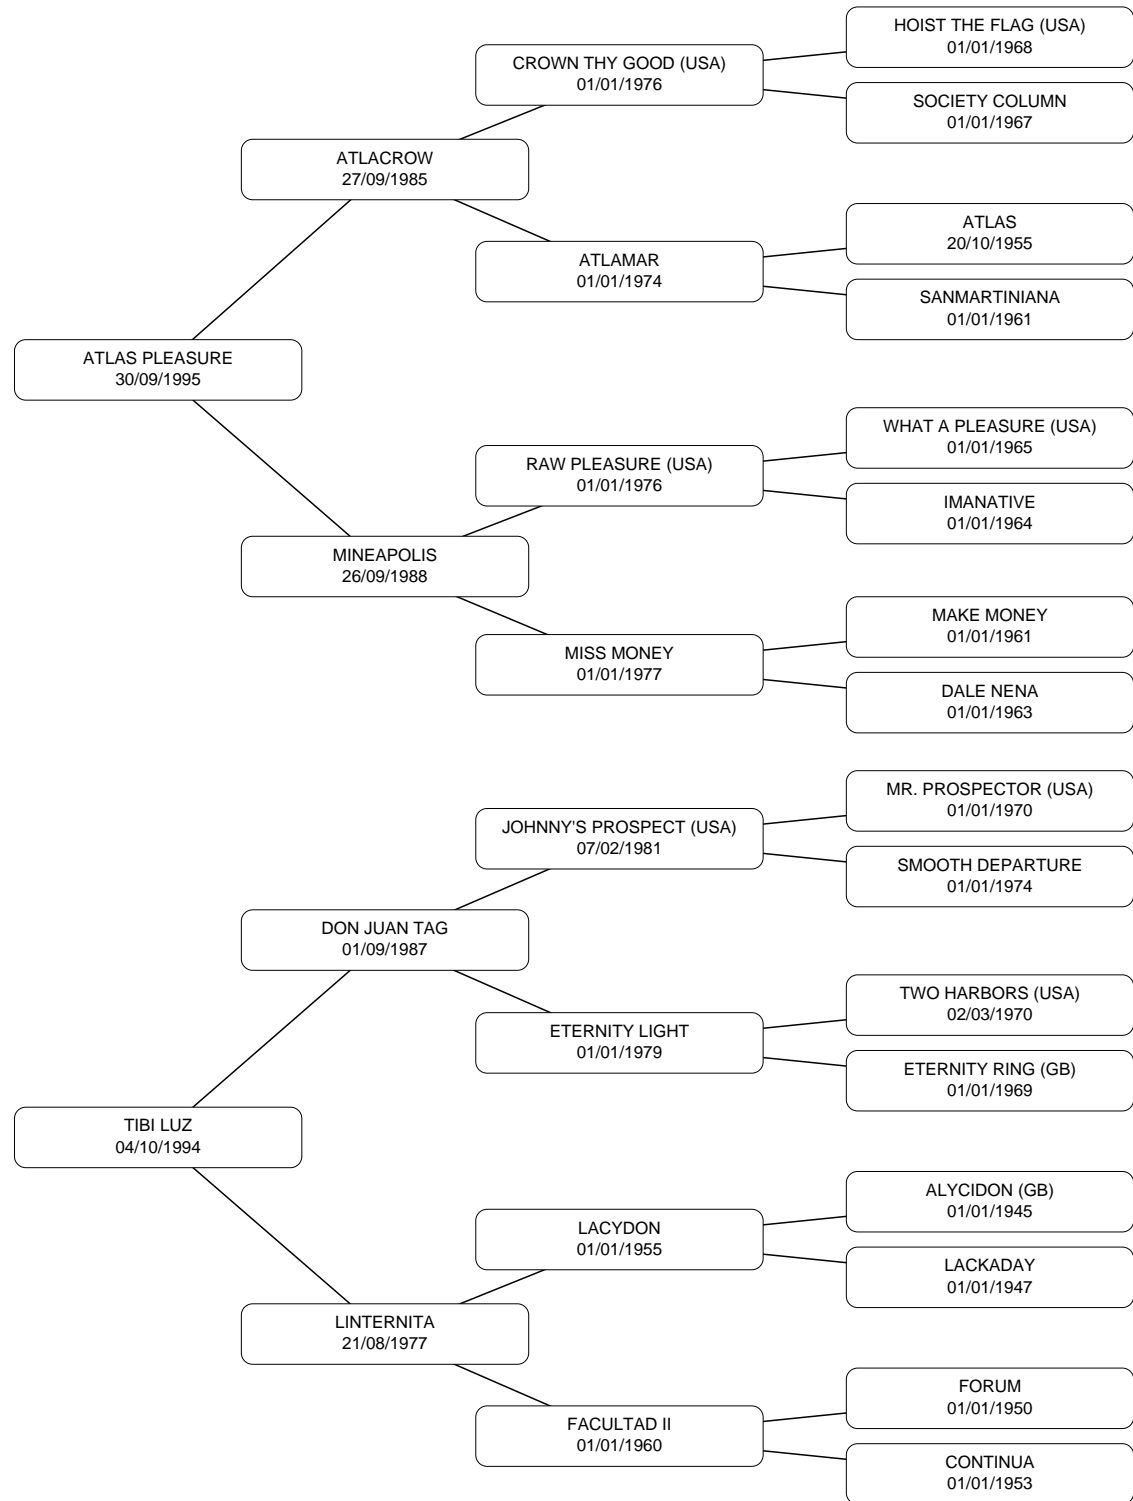 HOIST THE FLAG (USA)
01/01/1968
CROWN THY GOOD (USA)
01/01/1976
SOCIETY COLUMN
01/01/1967
ATLACROW
27/09/1985
ATLAS
20/10/1955
ATLAMAR
01/01/1974
SANMARTINIANA
01/01/1961
ATLAS PLEASURE
30/09/1995
WHAT A PLEASURE (USA)
01/01/1965
RAW PLEASURE (USA)
01/01/1976
IMANATIVE
01/01/1964
MINEAPOLIS
26/09/1988
MAKE MONEY
01/01/1961
MISS MONEY
01/01/1977
DALE NENA
01/01/1963
MR. PROSPECTOR (USA)
01/01/1970
JOHNNY'S PROSPECT (USA)
07/02/1981
SMOOTH DEPARTURE
01/01/1974
DON JUAN TAG
01/09/1987
TWO HARBORS (USA)
02/03/1970
ETERNITY LIGHT
01/01/1979
ETERNITY RING (GB)
01/01/1969
TIBI LUZ
04/10/1994
ALYCIDON (GB)
01/01/1945
LACYDON
01/01/1955
LACKADAY
01/01/1947
LINTERNITA
21/08/1977
FORUM
01/01/1950
FACULTAD II
01/01/1960
CONTINUA
01/01/1953